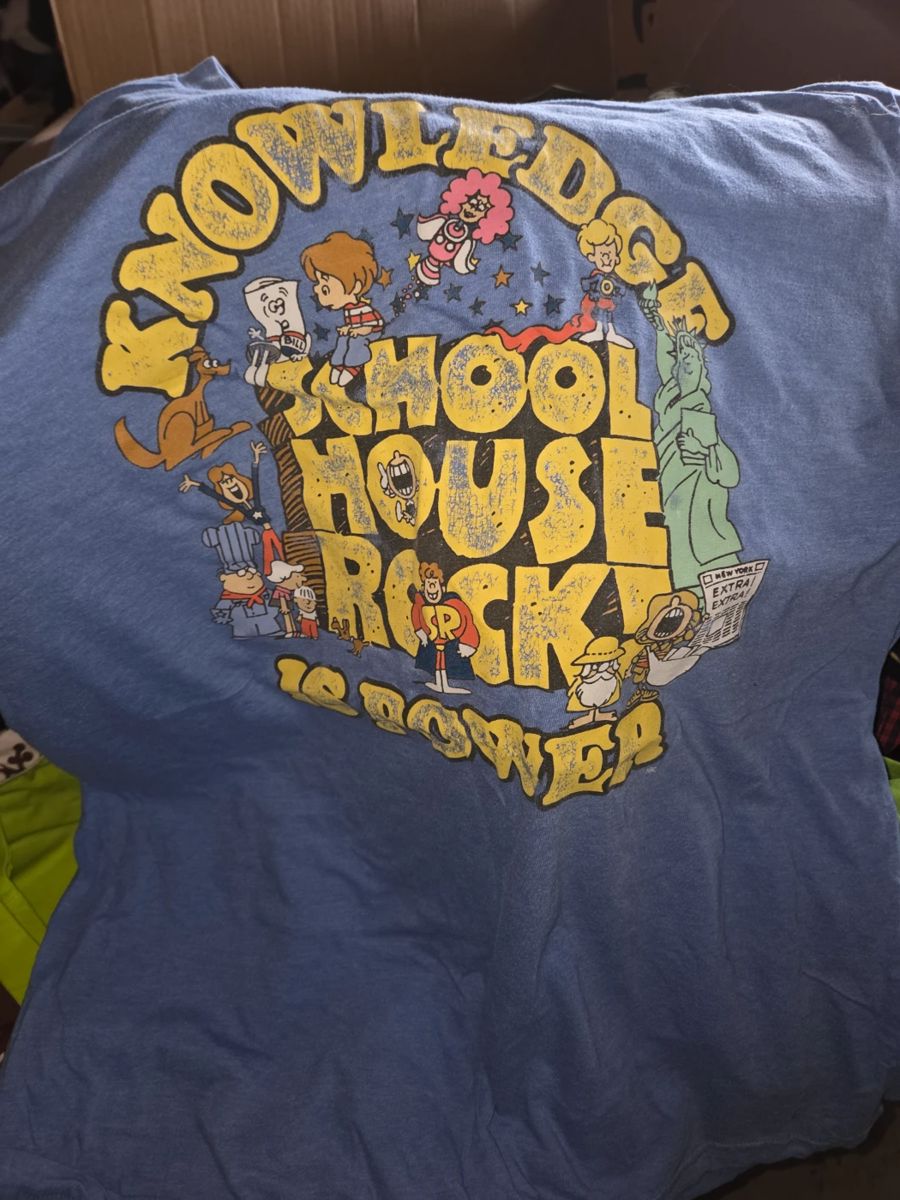 KNOWLEDGE
BILL
SCHOOL
HOUSE
ROCK!
SR
NEW YORK
EXTRA!
EXTRA!
IS POWER